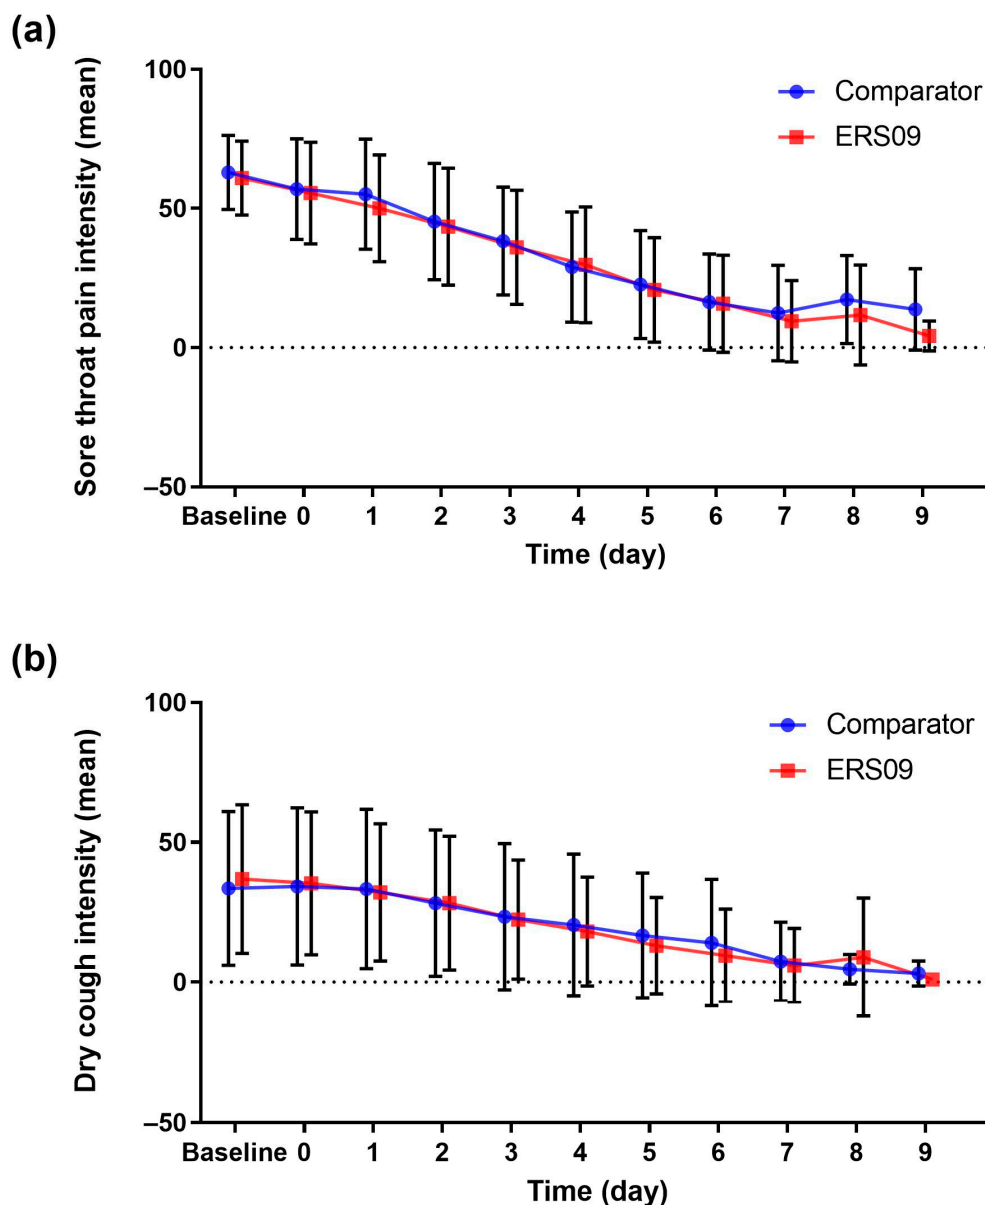 (a)
Sore throat pain intensity (mean)
100
50
0
–50
Comparator
ERS09
Baseline 0 1 2 3 4 5 6 7 8 9
Time (day)
(b)
Dry cough intensity (mean)
100
50
0
–50
Comparator
ERS09
Baseline 0 1 2 3 4 5 6 7 8 9
Time (day)